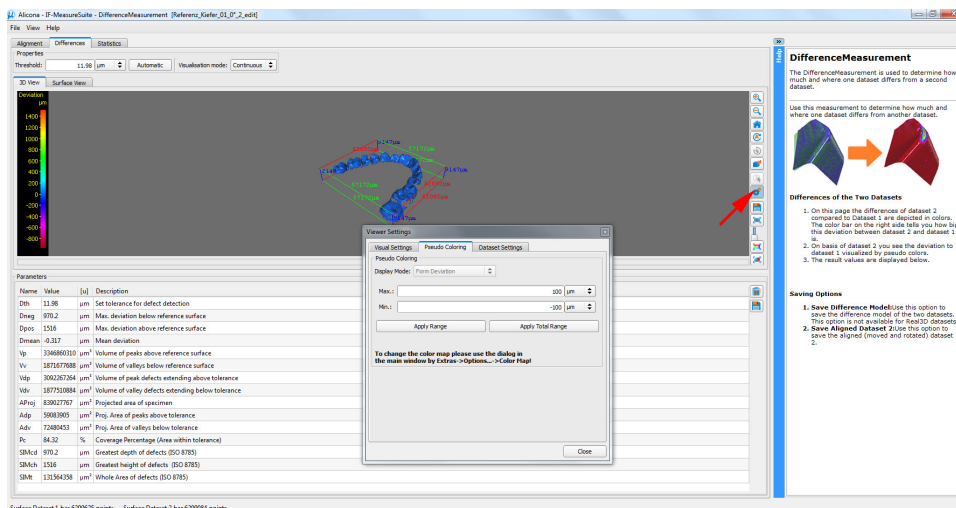 Alicona - IF-MeasureSuite - DifferenceMeasurement [Referenz_Kiefer_01_0°_2_edit]
File View Help
Alignment Differences Statistics
Properties
Threshold: 11.98 µm Automatic Visualisation mode: Continuous
3D View Surface View
Deviation
µm
1400
1200
1000
800
600
400
200
0
-200
-400
-600
-800
Viewer Settings
Visual Settings Pseudo Coloring Dataset Settings
Pseudo Coloring
Display Mode: Form Deviation
Max.: 100 µm
Min.: -100 µm
Apply Range Apply Total Range
To change the color map please use the dialog in
the main window by Extras->Options...->Color Map!
Close
Parameters
Name Value [u] Description
Dth 11.98 µm Set tolerance for defect detection
Dneg 970.2 µm Max. deviation below reference surface
Dpos 1516 µm Max. deviation above reference surface
Dmean -0.317 µm Mean deviation
Vp 3346860310 µm³ Volume of peaks above reference surface
Vv 1871677688 µm³ Volume of valleys below reference surface
Vdp 3092267264 µm³ Volume of peak defects extending above tolerance
Vdv 1877510884 µm³ Volume of valley defects extending below tolerance
AProj 839027767 µm² Projected area of specimen
Adp 59083905 µm² Proj. Area of peaks above tolerance
Adv 72480453 µm² Proj. Area of valleys below tolerance
Pc 84.32 % Coverage Percentage (Area within tolerance)
SIMcd 970.2 µm Greatest depth of defects (ISO 8785)
SIMch 1516 µm Greatest height of defects (ISO 8785)
SIMt 131564358 µm² Whole Area of defects (ISO 8785)
Help
DifferenceMeasurement
The DifferenceMeasurement is used to determine how
much and where one dataset differs from a second
dataset.
Use this measurement to determine how much and
where one dataset differs from another dataset.
Differences of the Two Datasets
1. On this page the differences of dataset 2
compared to Dataset 1 are depicted in colors.
The color bar on the right side tells you how big
this deviation between dataset 2 and dataset 1
is.
2. On basis of dataset 2 you see the deviation to
dataset 1 visualized by pseudo colors.
3. The result values are displayed below.
Saving Options
1. Save Difference Model:Use this option to
save the difference model of the two datasets.
This option is not available for Real3D datasets
2. Save Aligned Dataset 2:Use this option to
save the aligned (moved and rotated) dataset
2.